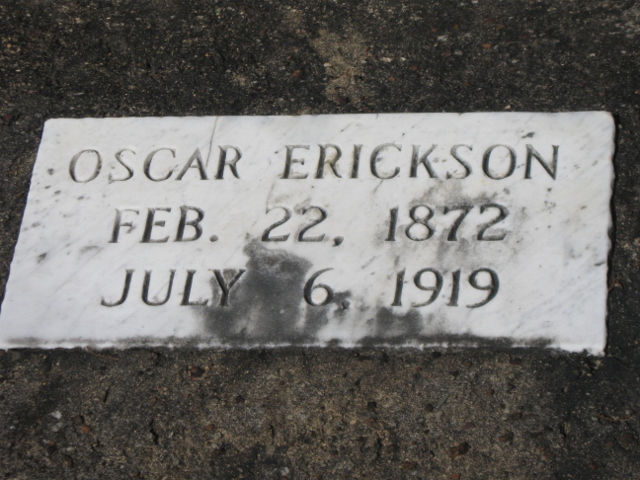 OSCAR ERICKSON
FEB. 22, 1872
JULY 6, 1919